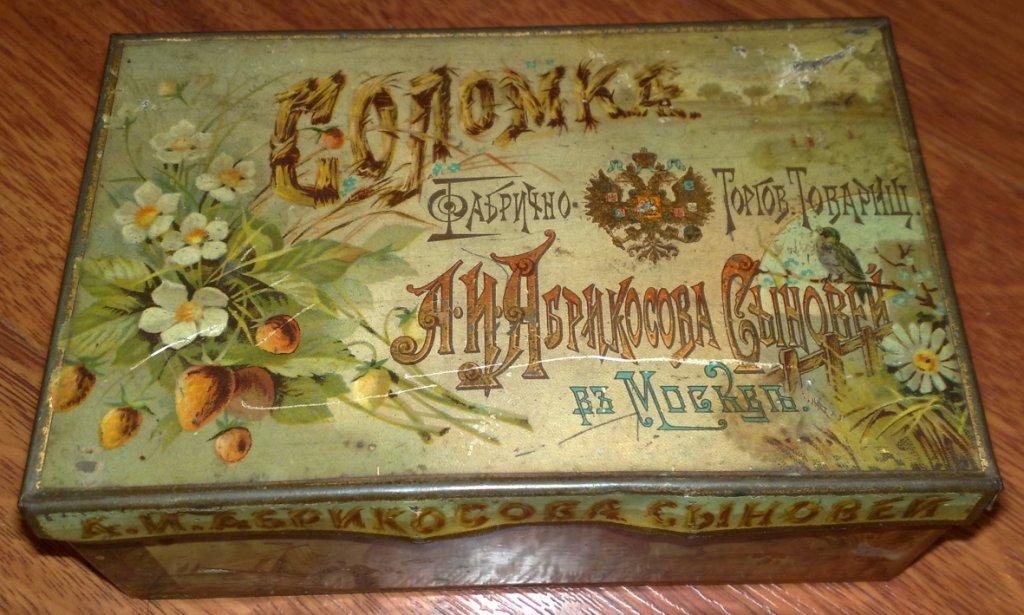 Соломка
Фабрично- Торгов. Товарищ.
А. И. Абрикосова Сыновей
въ Москвѣ.
А. И. АБРИКОСОВА СЫНОВЕЙ